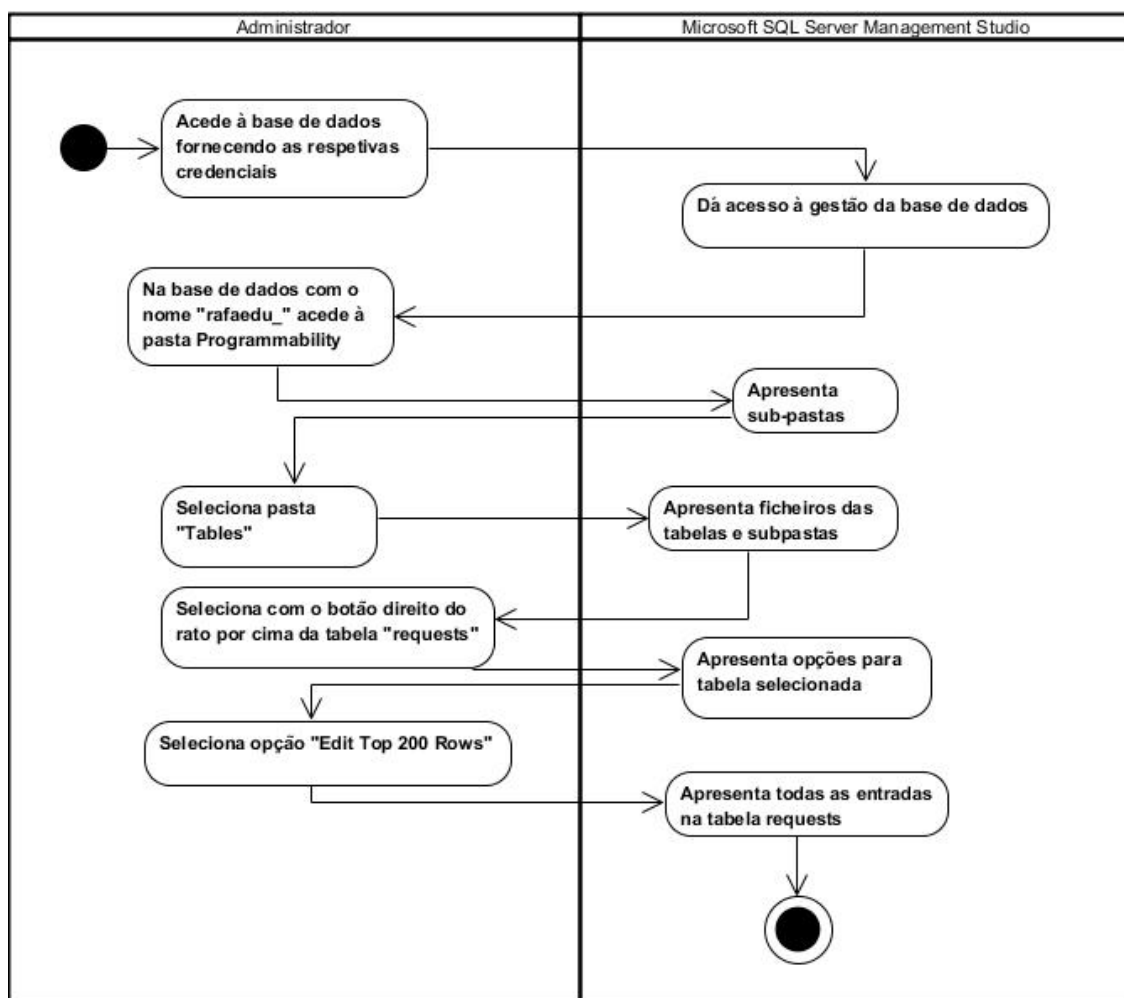 Administrador
Microsoft SQL Server Management Studio
Acede à base de dados
fornecendo as respetivas
credenciais
Dá acesso à gestão da base de dados
Na base de dados com o
nome "rafaedu_" acede à
pasta Programmability
Apresenta
sub-pastas
Seleciona pasta
"Tables"
Apresenta ficheiros das
tabelas e subpastas
Seleciona com o botão direito do
rato por cima da tabela "requests"
Apresenta opções para
tabela selecionada
Seleciona opção "Edit Top 200 Rows"
Apresenta todas as entradas
na tabela requests